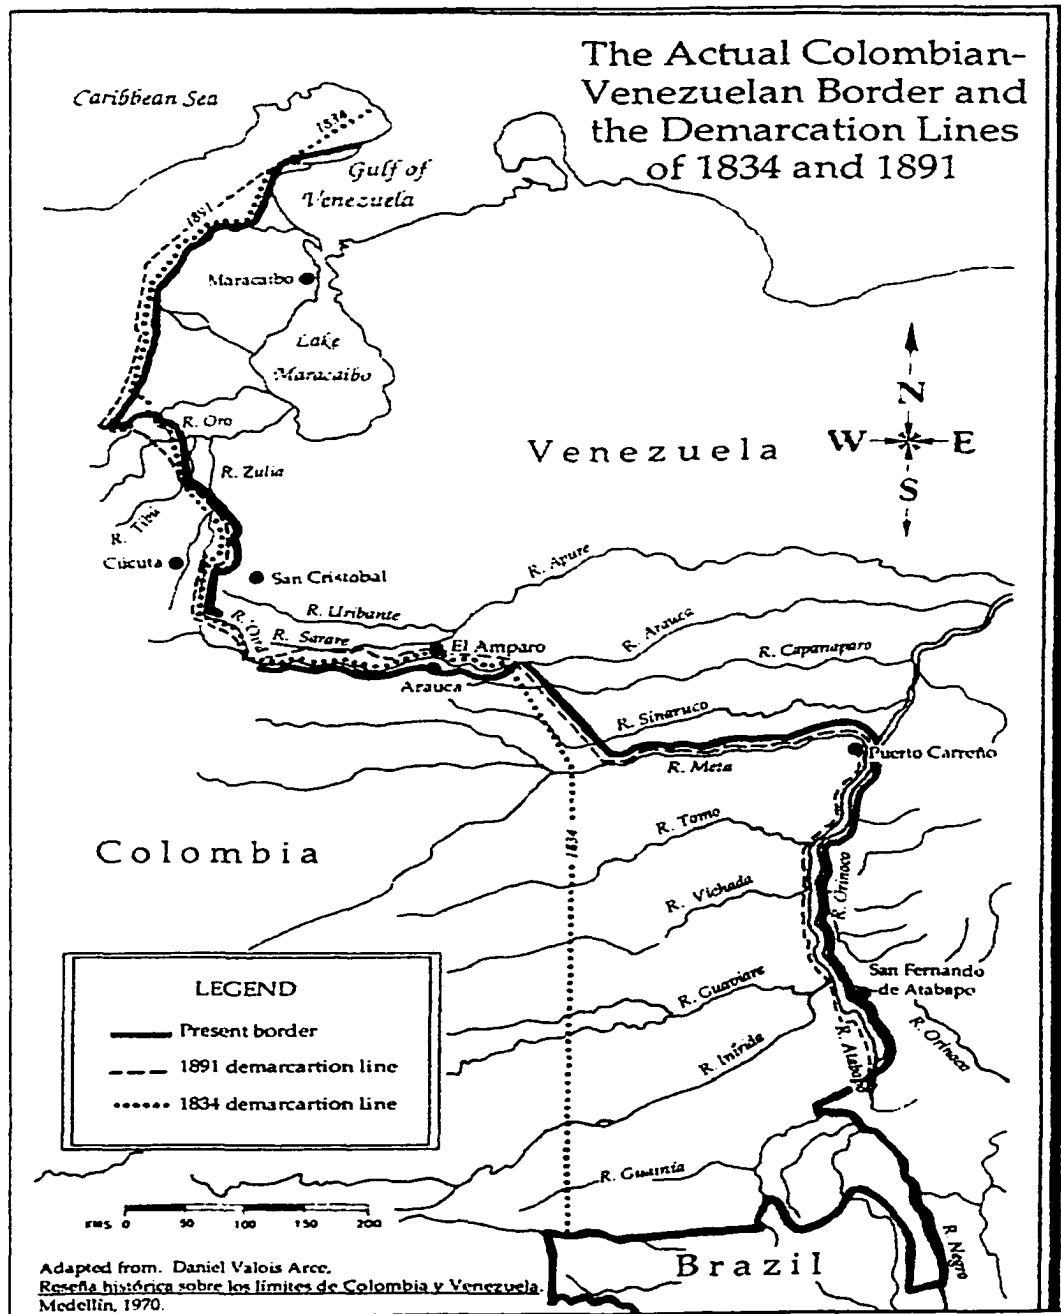 The Actual Colombian-
Venezuelan Border and
the Demarcation Lines
of 1834 and 1891
Caribbean Sea
1834
Gulf of
Venezuela
1891
Maracaibo
Lake
Maracaibo
N
W E
S
R. Oro
Venezuela
R. Zulia
R. Tibú
Cúcuta
San Cristobal
R. Apure
R. Uribante
R. Arauca
R. Oirá
R. Sarare
El Amparo
R. Capanaparo
Arauca
R. Sinaruco
Puerto Carreño
R. Meta
R. Tomo
1834
Colombia
R. Orinoco
R. Vichada
San Fernando
de Atabapo
R. Guaviare
R. Orinoco
R. Atabapo
R. Inírida
LEGEND
Present border
1891 demarcartion line
1834 demarcartion line
R. Guainía
KMS 0 50 100 150 200
R. Negro
Brazil
Adapted from. Daniel Valois Arce,
Reseña histórica sobre los límites de Colombia y Venezuela.
Medellín, 1970.